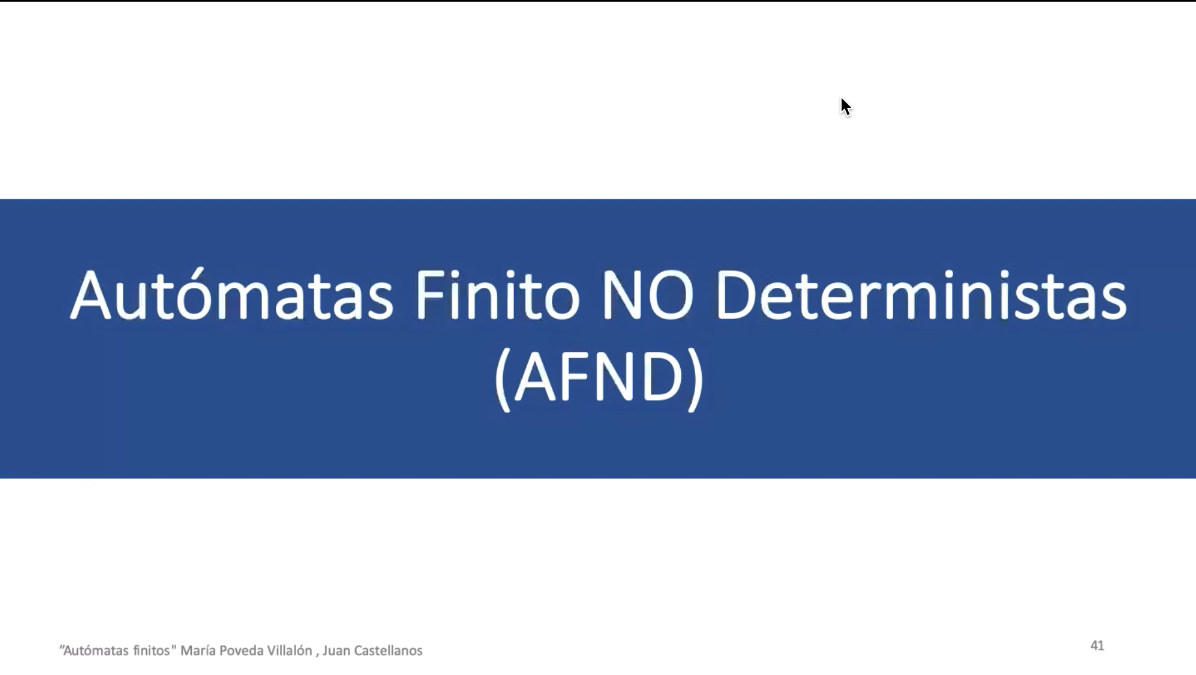 Autómatas Finito NO Deterministas
(AFND)
"Autómatas finitos" María Poveda Villalón , Juan Castellanos
41